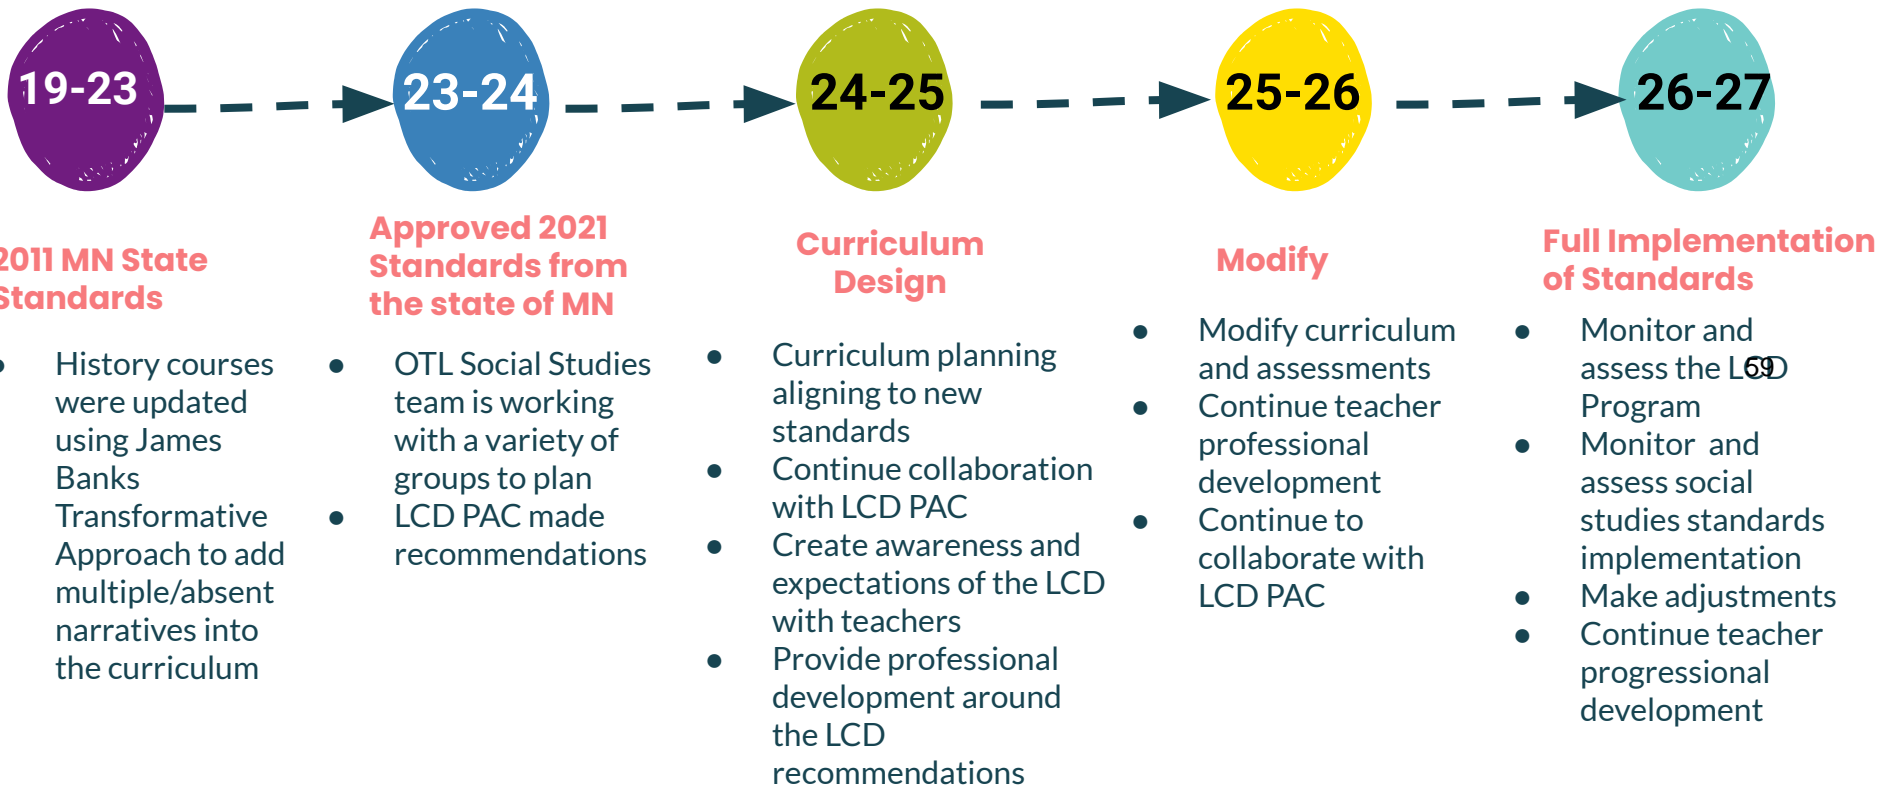 19-23
23-24
24-25
25-26
26-27
2011 MN State
Standards
● History courses
were updated
using James
Banks
Transformative
Approach to add
multiple/absent
narratives into
the curriculum
Approved 2021
Standards from
the state of MN
● OTL Social Studies
team is working
with a variety of
groups to plan
● LCD PAC made
recommendations
Curriculum
Design
● Curriculum planning
aligning to new
standards
● Continue collaboration
with LCD PAC
● Create awareness and
expectations of the LCD
with teachers
● Provide professional
development around
the LCD
recommendations
Modify
● Modify curriculum
and assessments
● Continue teacher
professional
development
● Continue to
collaborate with
LCD PAC
Full Implementation
of Standards
● Monitor and
assess the LCD
Program
● Monitor  and
assess social
studies standards
implementation
● Make adjustments
● Continue teacher
progressional
development
59